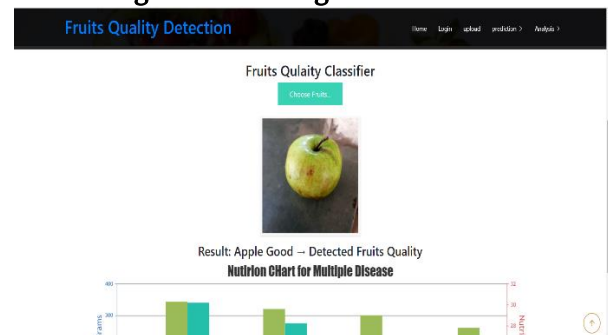 Fruits Quality Detection
Home Login upload prediction > Analysis >
Fruits Qulaity Classifier
Choose Fruits..
Result: Apple Good → Detected Fruits Quality
Nutirion CHart for Multiple Disease
400
32
30
300
28